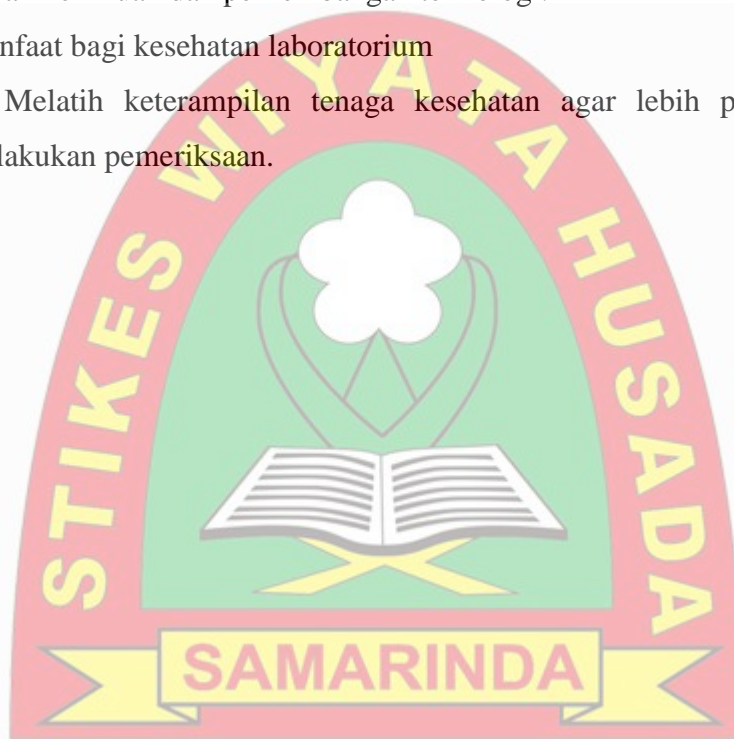 nfaat bagi kesehatan laboratorium
Melatih keterampilan tenaga kesehatan agar lebih p
lakukan pemeriksaan.
STIKES WIYATA HUSADA
SAMARINDA